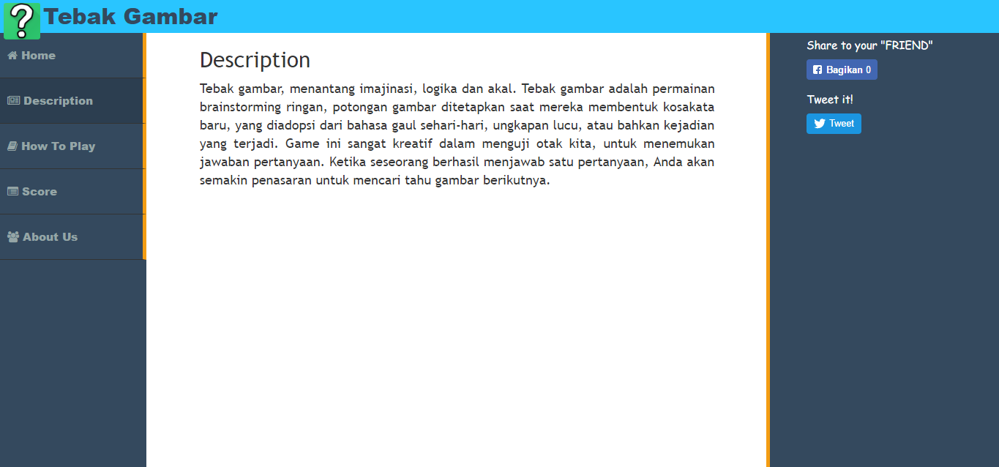 Tebak Gambar
Home
Description
How To Play
Score
About Us
Description
Tebak gambar, menantang imajinasi, logika dan akal. Tebak gambar adalah permainan
brainstorming ringan, potongan gambar ditetapkan saat mereka membentuk kosakata
baru, yang diadopsi dari bahasa gaul sehari-hari, ungkapan lucu, atau bahkan kejadian
yang terjadi. Game ini sangat kreatif dalam menguji otak kita, untuk menemukan
jawaban pertanyaan. Ketika seseorang berhasil menjawab satu pertanyaan, Anda akan
semakin penasaran untuk mencari tahu gambar berikutnya.
Share to your "FRIEND"
Bagikan 0
Tweet it!
Tweet